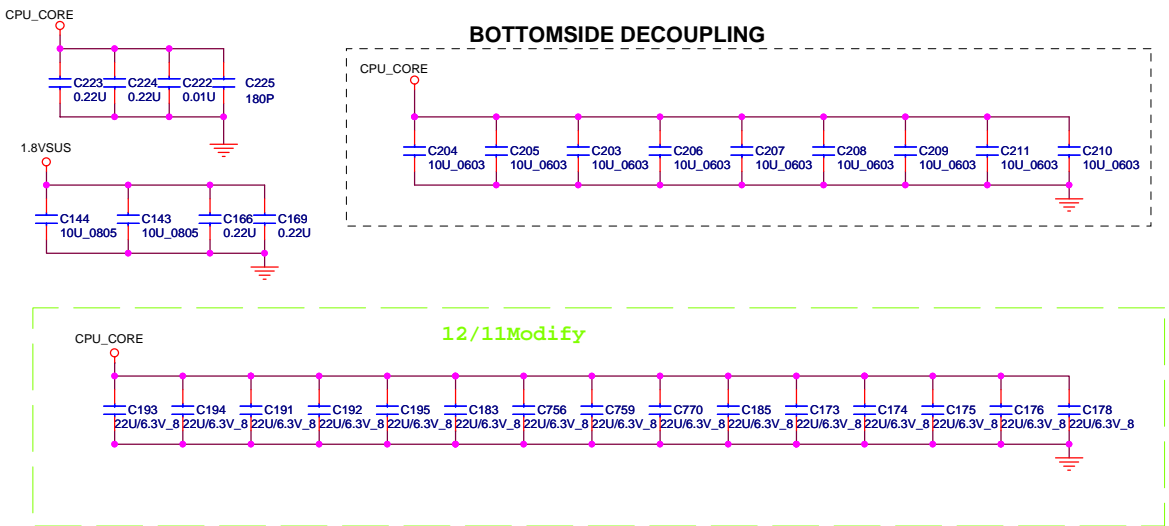 CPU_CORE
C223 C224 C222 C225
0.22U 0.22U 0.01U 180P
1.8VSUS
C144 C143 C166 C169
10U_0805 10U_0805 0.22U 0.22U
BOTTOMSIDE DECOUPLING
CPU_CORE
C204 C205 C203 C206 C207 C208 C209 C211 C210
10U_0603 10U_0603 10U_0603 10U_0603 10U_0603 10U_0603 10U_0603 10U_0603 10U_0603
12/11Modify
CPU_CORE
C193 C194 C191 C192 C195 C183 C756 C759 C770 C185 C173 C174 C175 C176 C178
22U/6.3V_8 22U/6.3V_8 22U/6.3V_8 22U/6.3V_8 22U/6.3V_8 22U/6.3V_8 22U/6.3V_8 22U/6.3V_8 22U/6.3V_8 22U/6.3V_8 22U/6.3V_8 22U/6.3V_8 22U/6.3V_8 22U/6.3V_8 22U/6.3V_8